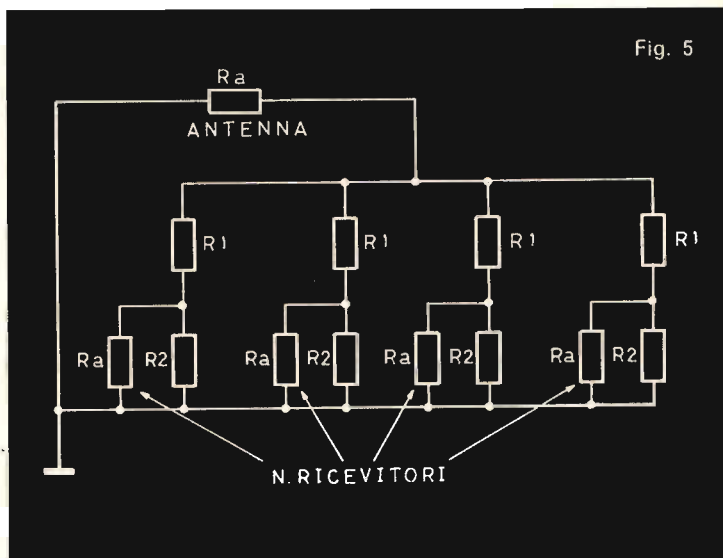 Fig. 5
Ra
ANTENNA
R1 R1 R1 R1
Ra R2 Ra R2 Ra R2 Ra R2
N. RICEVITORI